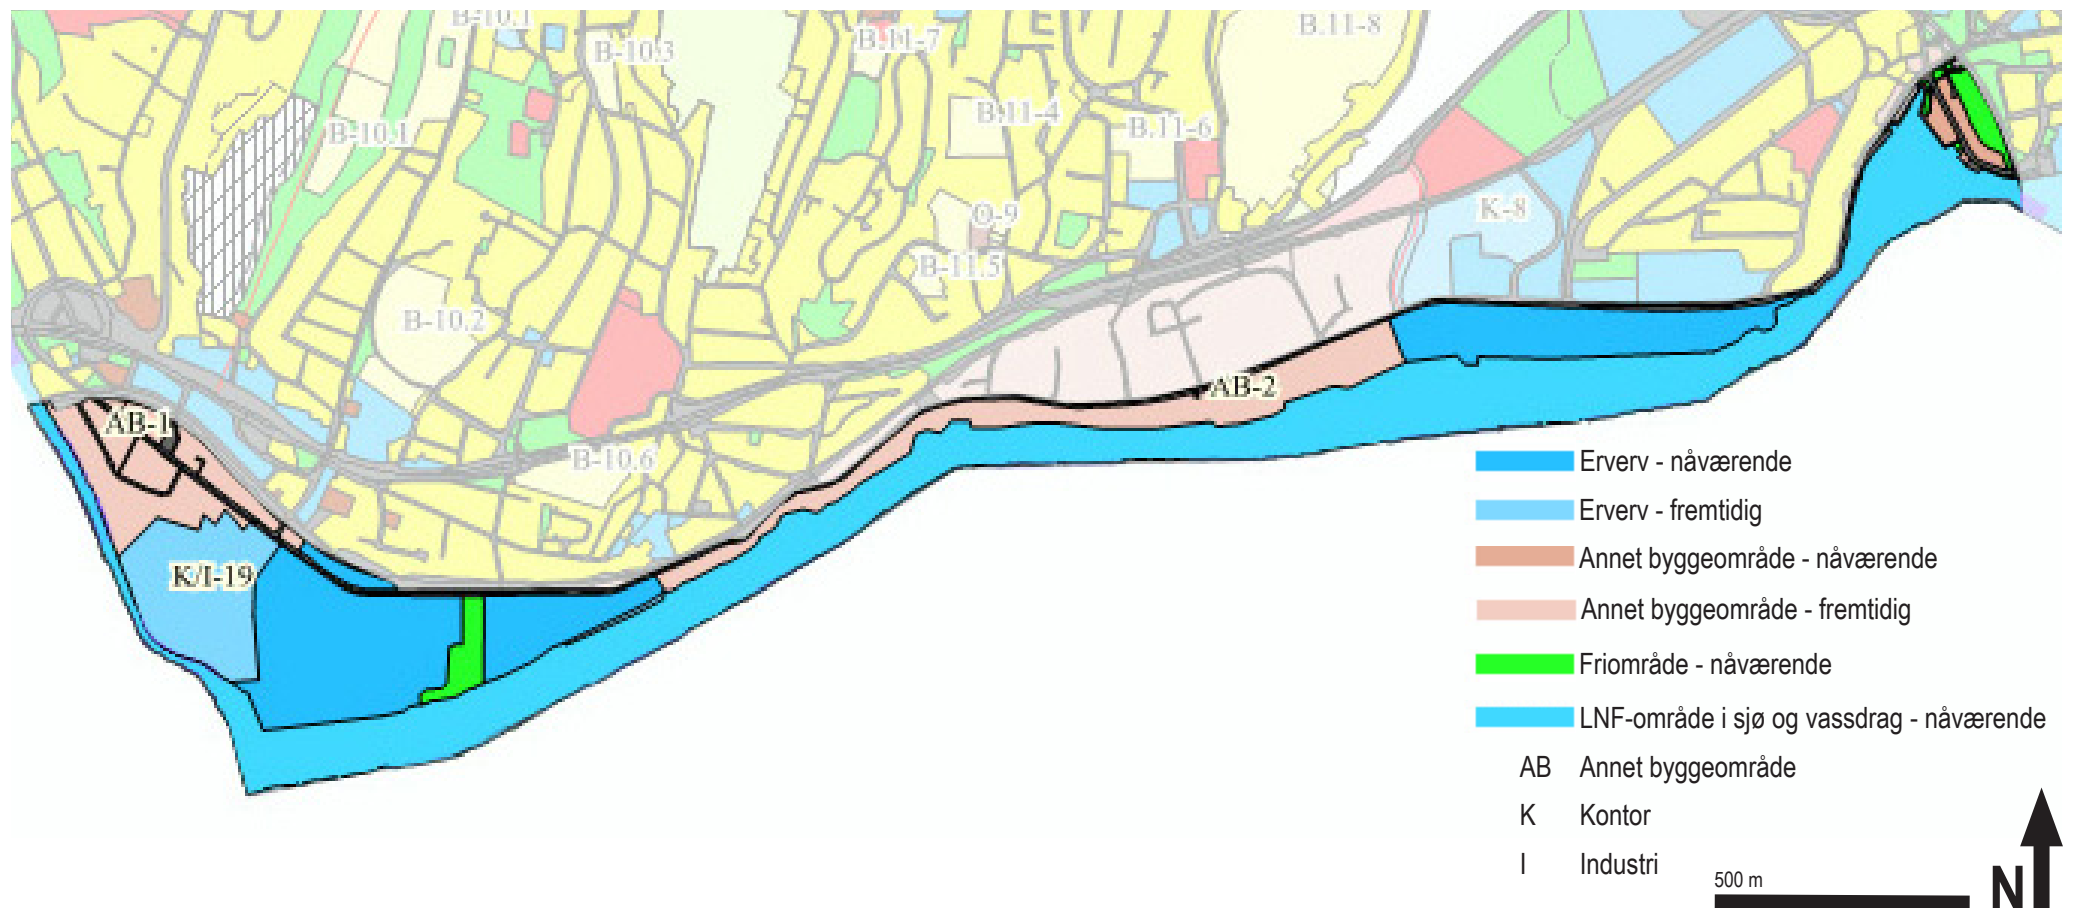 B-10.1
B-10.3
B.11-7
B.11-8
B-10.1
B.11-4
B.11-6
O-9
K-8
B-11.5
B-10.2
AB-2
AB-1
B-10.6
K/I-19
Erverv - nåværende
Erverv - fremtidig
Annet byggeområde - nåværende
Annet byggeområde - fremtidig
Friområde - nåværende
LNF-område i sjø og vassdrag - nåværende
AB Annet byggeområde
K Kontor
I Industri
500 m
N